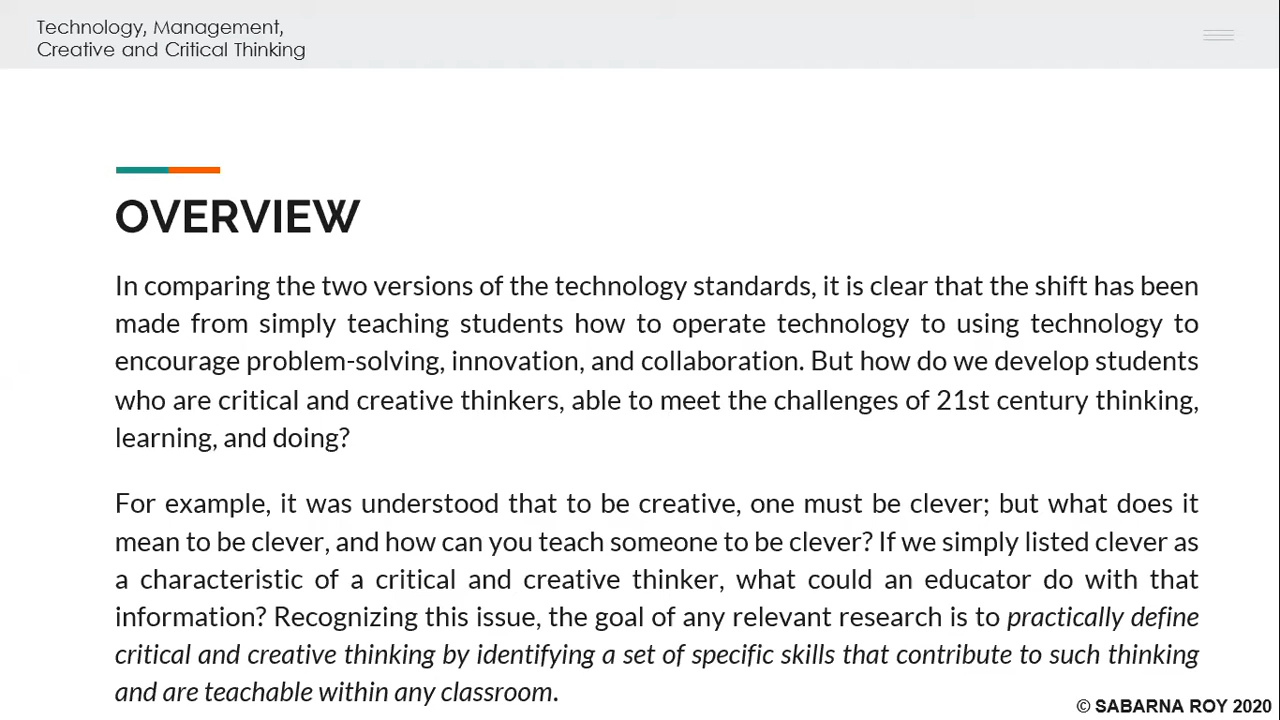 Technology, Management,
Creative and Critical Thinking
OVERVIEW
In comparing the two versions of the technology standards, it is clear that the shift has been
made from simply teaching students how to operate technology to using technology to
encourage problem-solving, innovation, and collaboration. But how do we develop students
who are critical and creative thinkers, able to meet the challenges of 21st century thinking,
learning, and doing?
For example, it was understood that to be creative, one must be clever; but what does it
mean to be clever, and how can you teach someone to be clever? If we simply listed clever as
a characteristic of a critical and creative thinker, what could an educator do with that
information? Recognizing this issue, the goal of any relevant research is to practically define
critical and creative thinking by identifying a set of specific skills that contribute to such thinking
and are teachable within any classroom.
© SABARNA ROY 2020